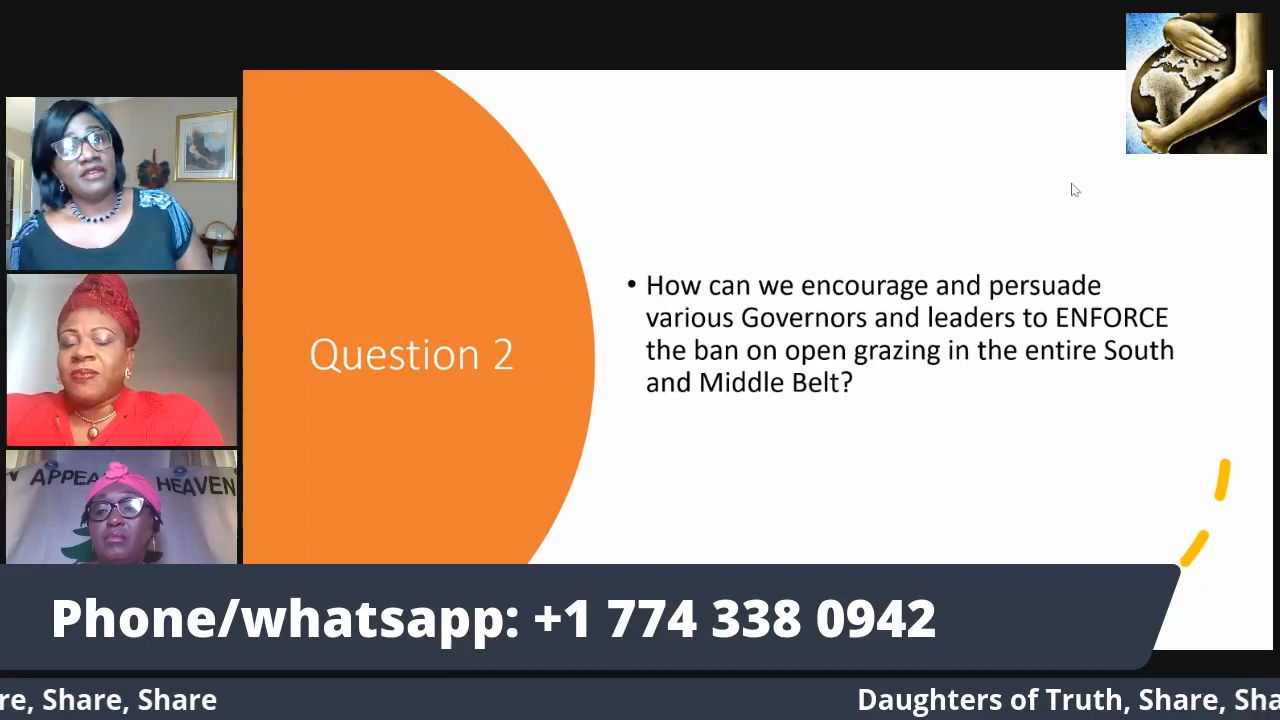 APPEA HEAVEN
Question 2
• How can we encourage and persuade
various Governors and leaders to ENFORCE
the ban on open grazing in the entire South
and Middle Belt?
Phone/whatsapp: +1 774 338 0942
re, Share, Share
Daughters of Truth, Share, Sha